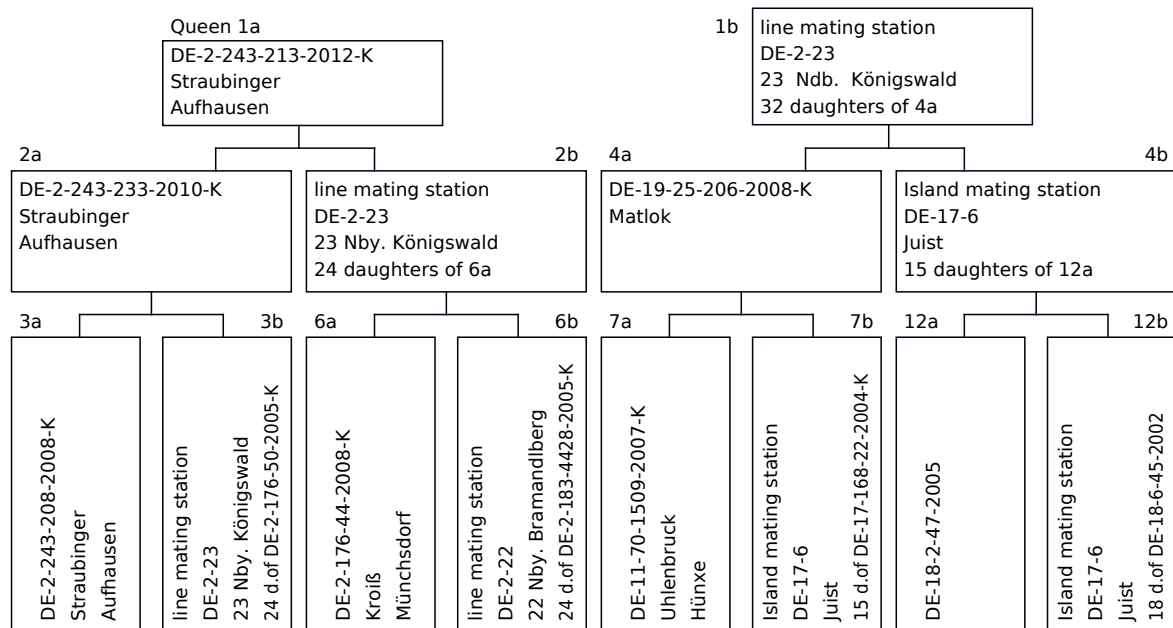 Queen 1a
DE-2-243-213-2012-K
Straubinger
Aufhausen
1b
line mating station
DE-2-23
23 Ndb. Königswald
32 daughters of 4a
2a
DE-2-243-233-2010-K
Straubinger
Aufhausen
2b
line mating station
DE-2-23
23 Nby. Königswald
24 daughters of 6a
4a
DE-19-25-206-2008-K
Matlok
4b
Island mating station
DE-17-6
Juist
15 daughters of 12a
3a
DE-2-243-208-2008-K
Straubinger
Aufhausen
3b
line mating station
DE-2-23
23 Nby. Königswald
24 d.of DE-2-176-50-2005-K
6a
DE-2-176-44-2008-K
Kroiß
Münchsdorf
6b
line mating station
DE-2-22
22 Nby. Bramandlberg
24 d.of DE-2-183-4428-2005-K
7a
DE-11-70-1509-2007-K
Uhlenbruck
Hünxe
7b
Island mating station
DE-17-6
Juist
15 d.of DE-17-168-22-2004-K
12a
DE-18-2-47-2005
12b
Island mating station
DE-17-6
Juist
18 d.of DE-18-6-45-2002